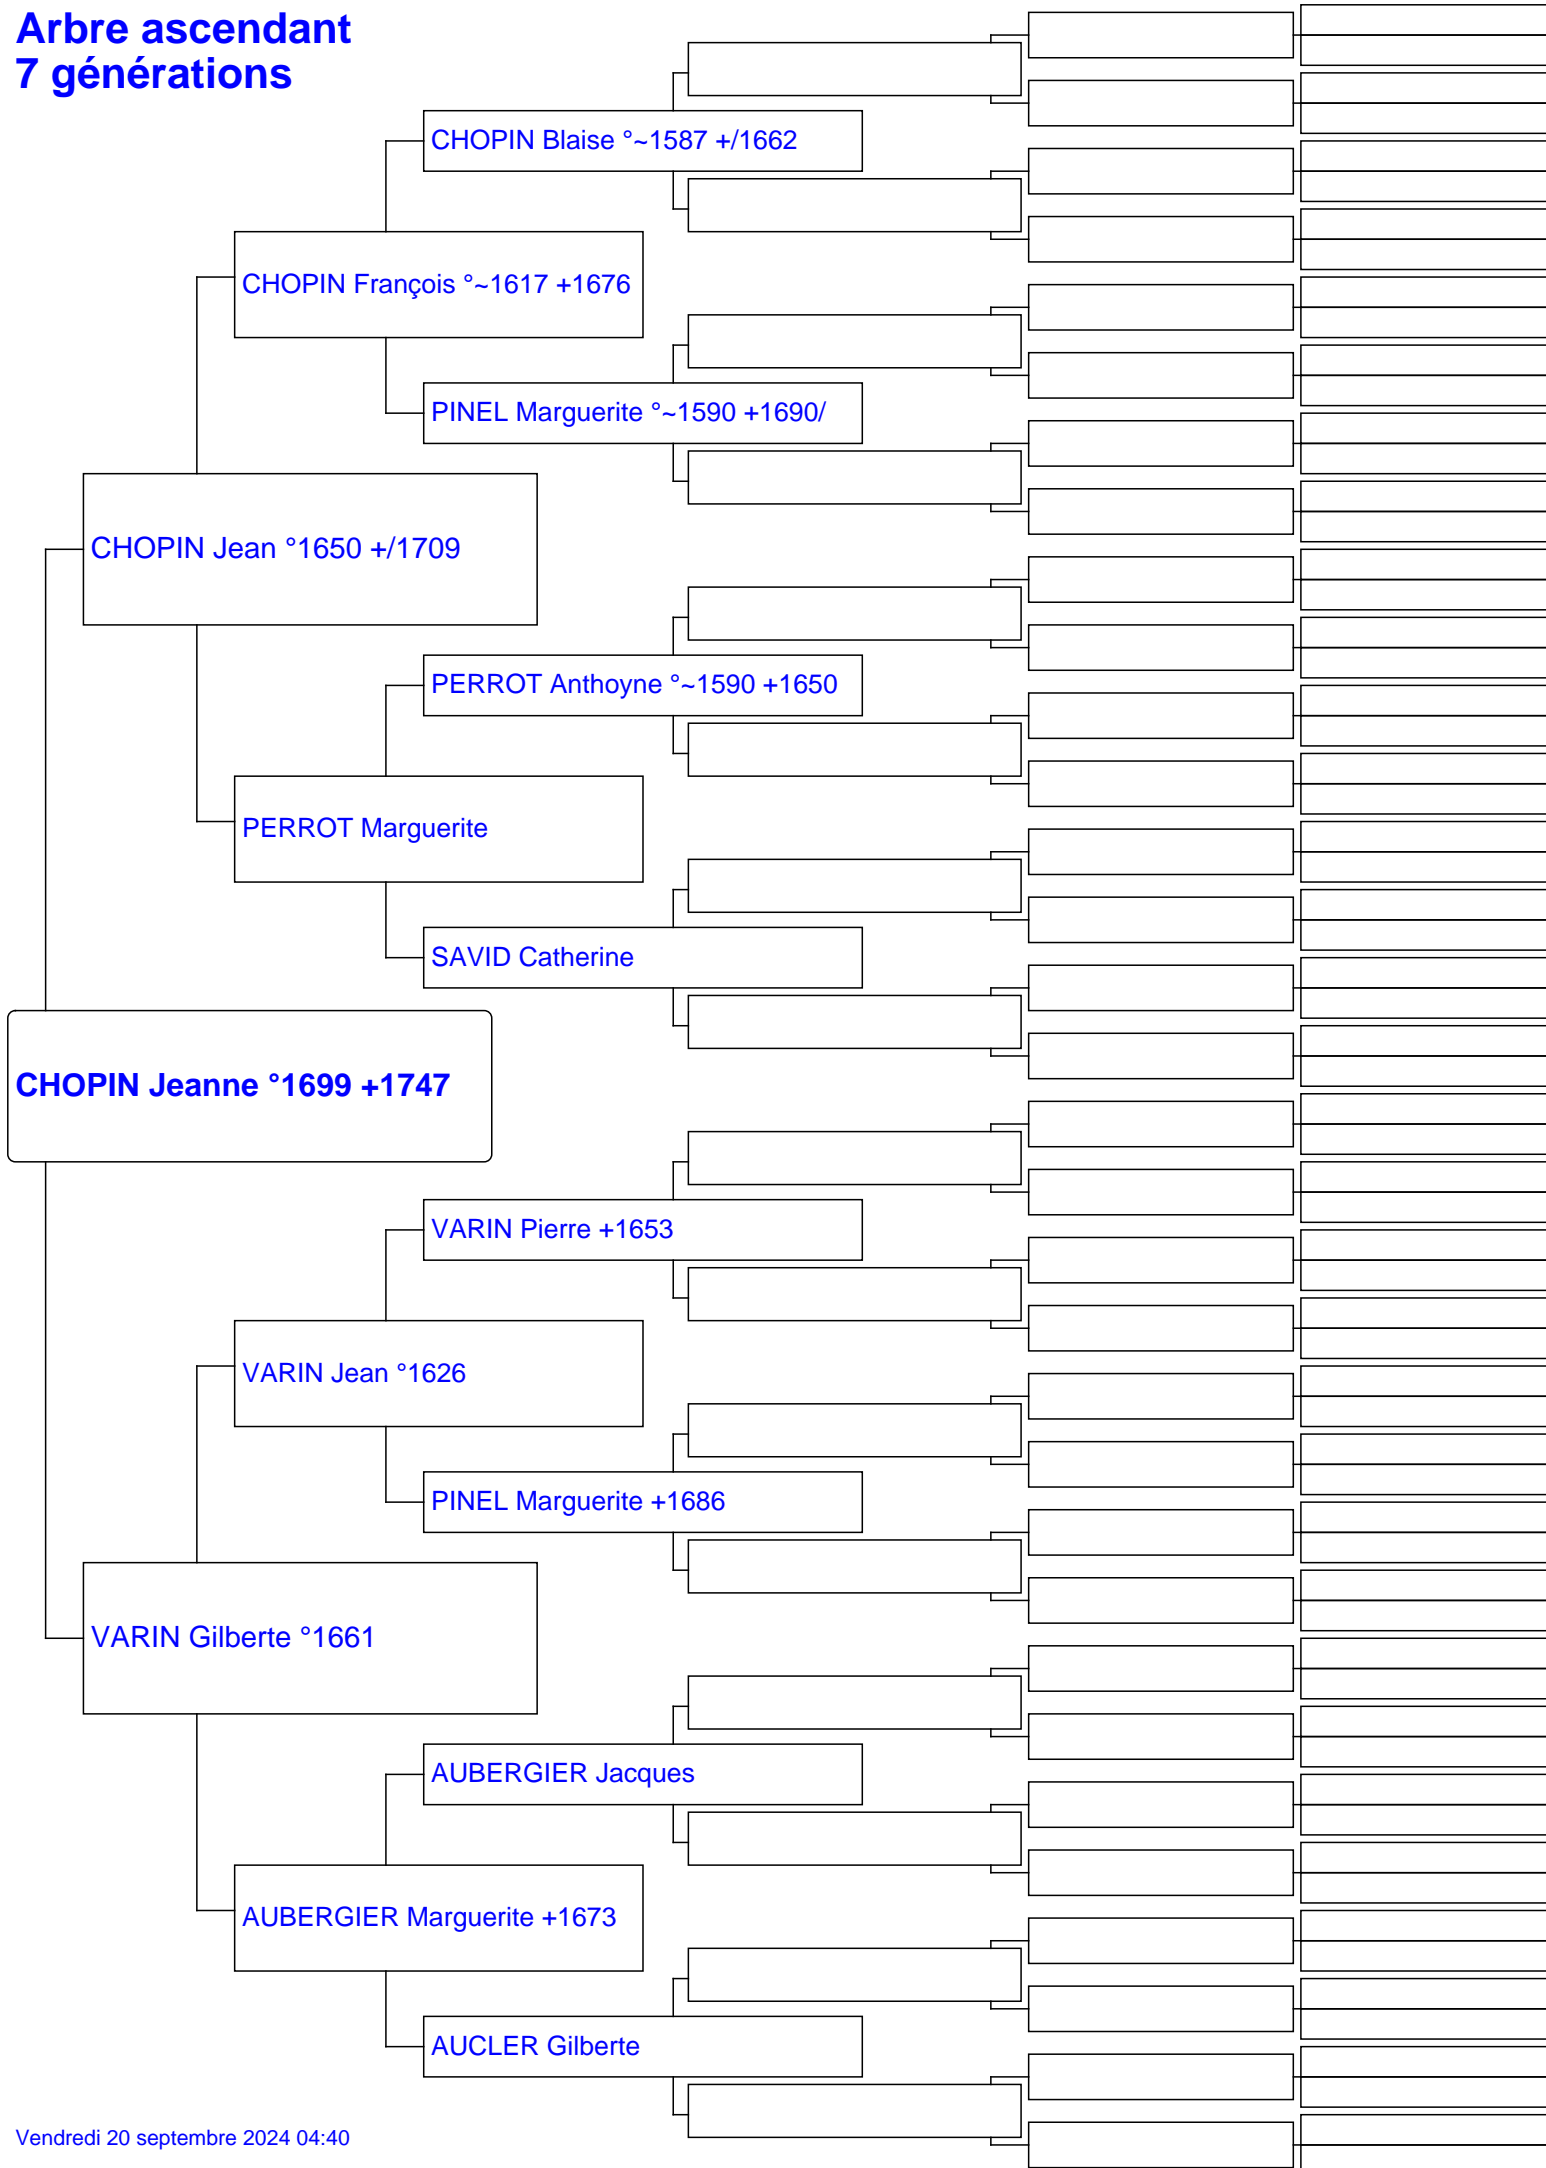 Arbre ascendant
7 générations
CHOPIN Blaise °~1587 +/1662
CHOPIN François °~1617 +1676
PINEL Marguerite °~1590 +1690/
CHOPIN Jean °1650 +/1709
PERROT Anthoyne °~1590 +1650
PERROT Marguerite
SAVID Catherine
CHOPIN Jeanne °1699 +1747
VARIN Pierre +1653
VARIN Jean °1626
PINEL Marguerite +1686
VARIN Gilberte °1661
AUBERGIER Jacques
AUBERGIER Marguerite +1673
AUCLER Gilberte
Vendredi 20 septembre 2024 04:40